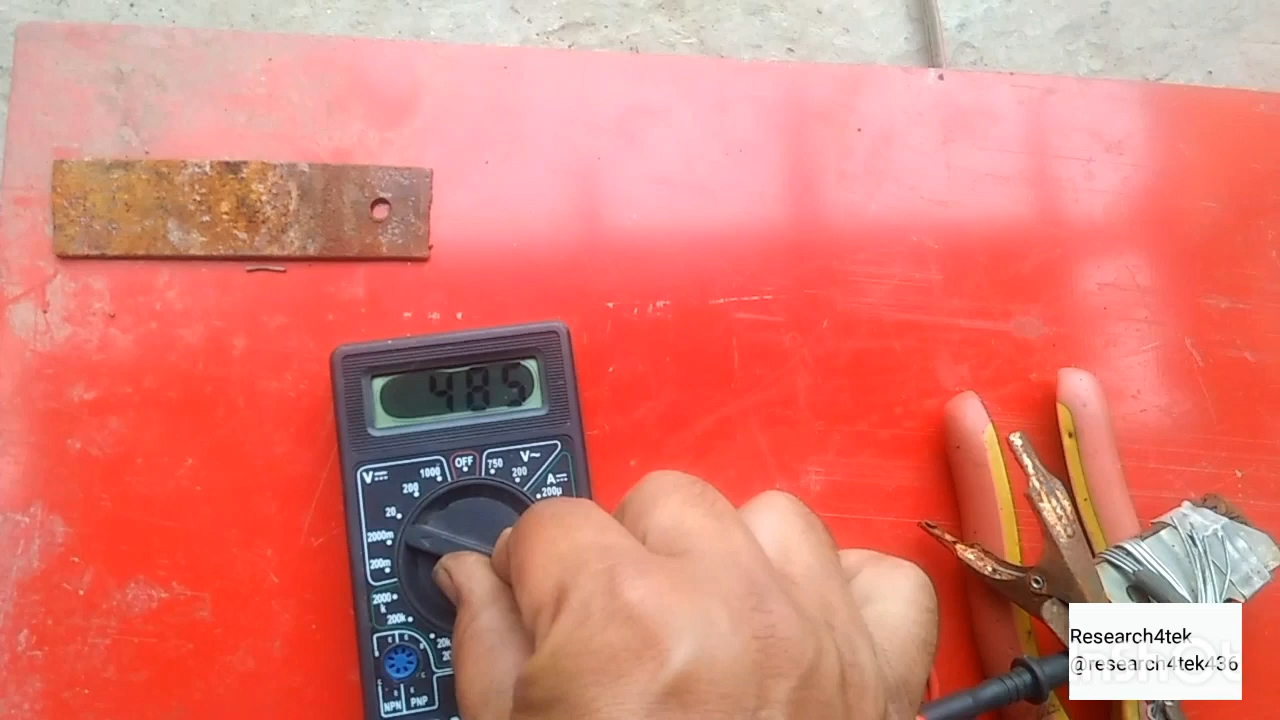 485
V⎓
1000
OFF
750
V~
200
200
A⎓
200µ
20
2000m
200m
2000
k
200k
20k
NPN
PNP
Research4tek
@research4tek436